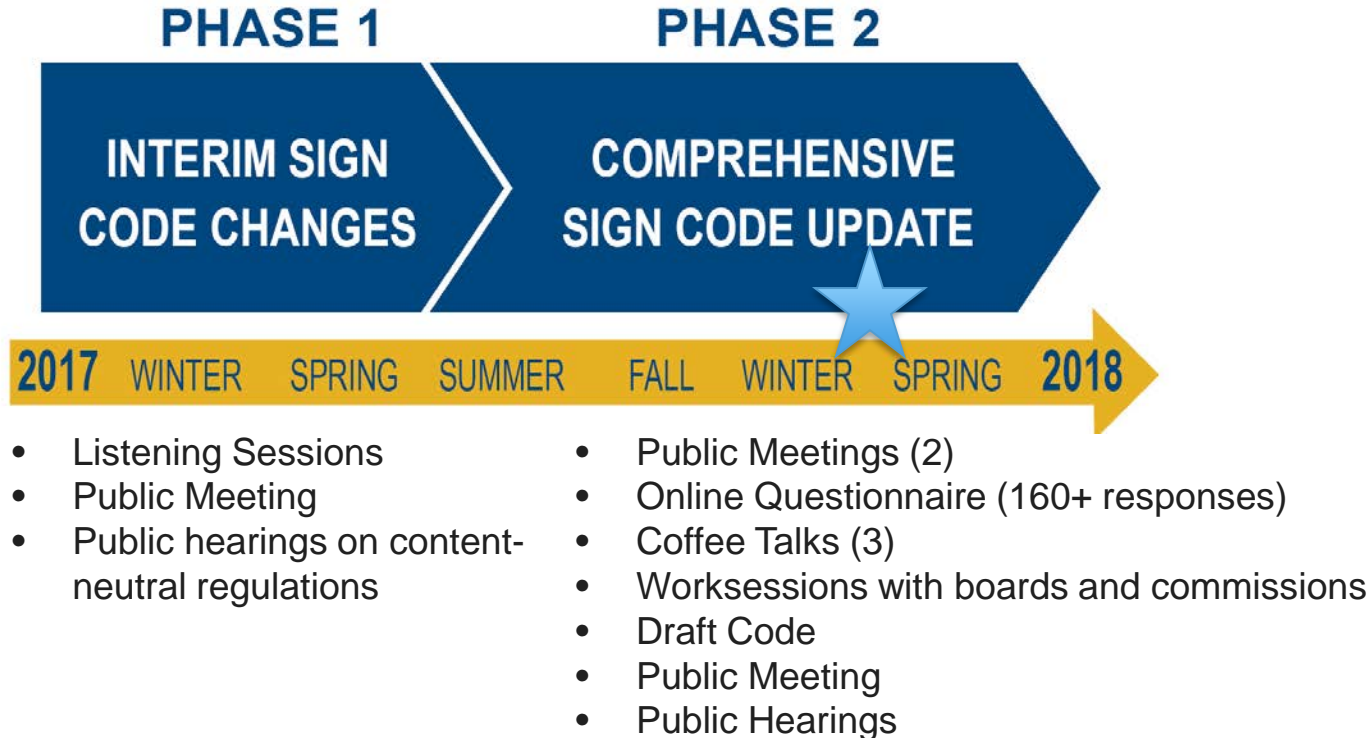 PHASE 1
PHASE 2
INTERIM SIGN
CODE CHANGES
COMPREHENSIVE
SIGN CODE UPDATE
2017 WINTER SPRING SUMMER FALL WINTER SPRING 2018
• Listening Sessions
• Public Meeting
• Public hearings on content-
neutral regulations
• Public Meetings (2)
• Online Questionnaire (160+ responses)
• Coffee Talks (3)
• Worksessions with boards and commissions
• Draft Code
• Public Meeting
• Public Hearings